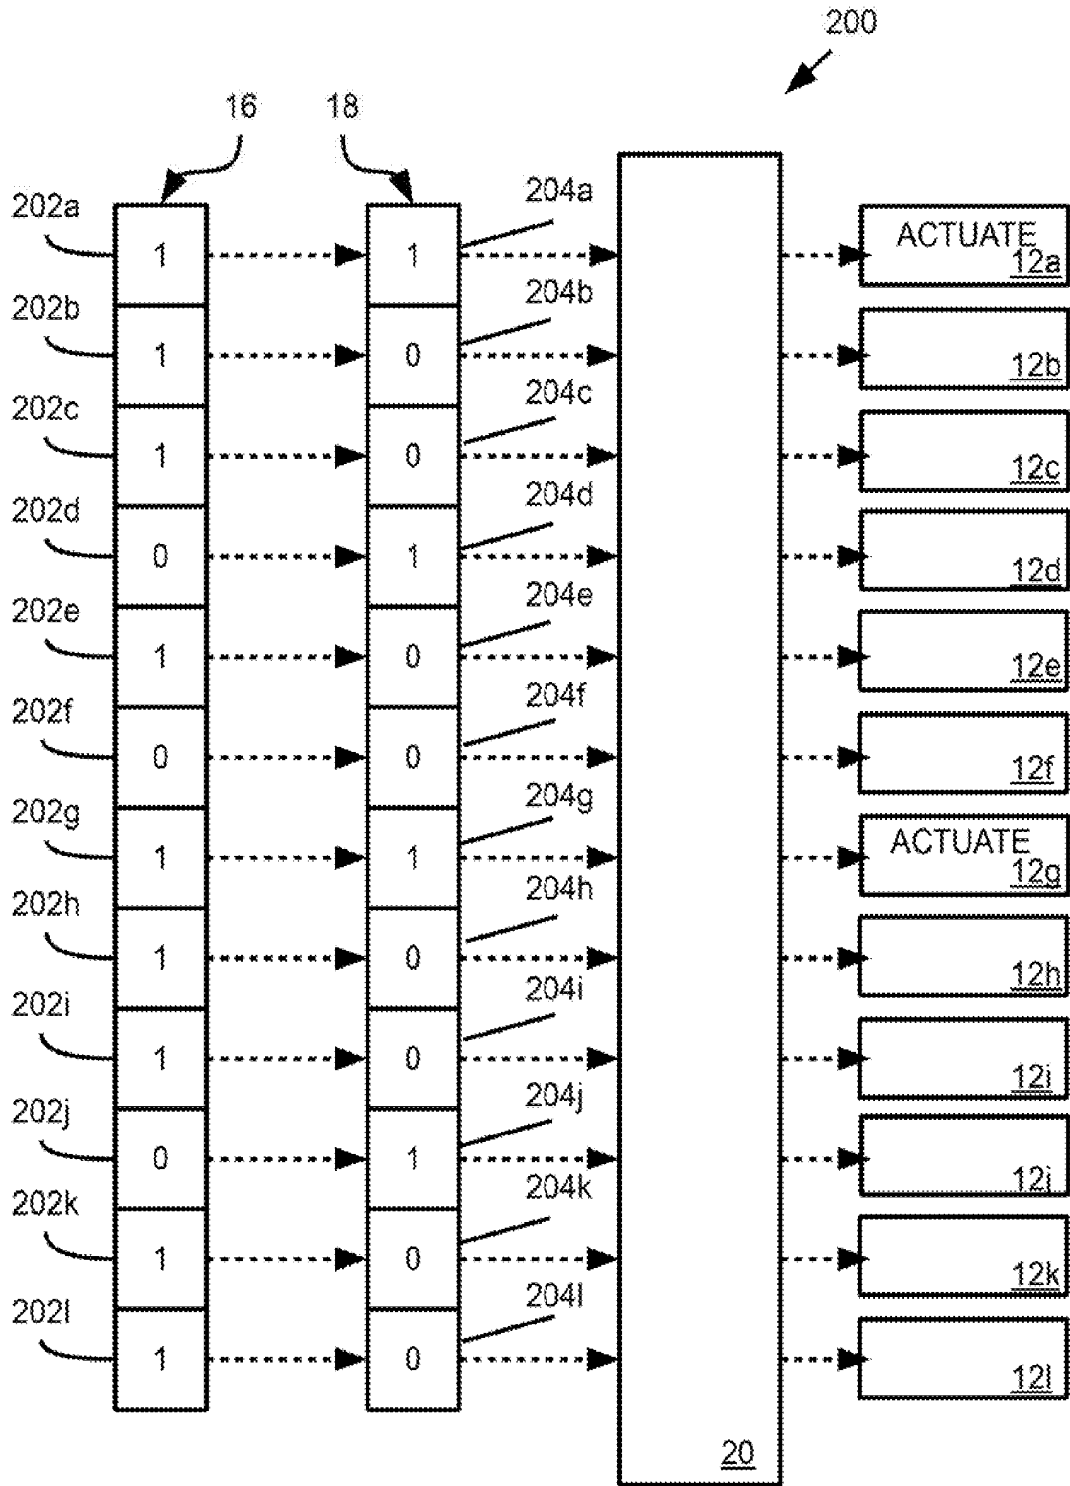 200
16 18
202a 1 1 204a ACTUATE 12a
202b 1 0 204b 12b
202c 1 0 204c 12c
202d 0 1 204d 12d
202e 1 0 204e 12e
202f 0 0 204f 12f
202g 1 1 204g ACTUATE 12g
202h 1 0 204h 12h
202i 1 0 204i 12i
202j 0 1 204j 12j
202k 1 0 204k 12k
202l 1 0 204l 12l
20